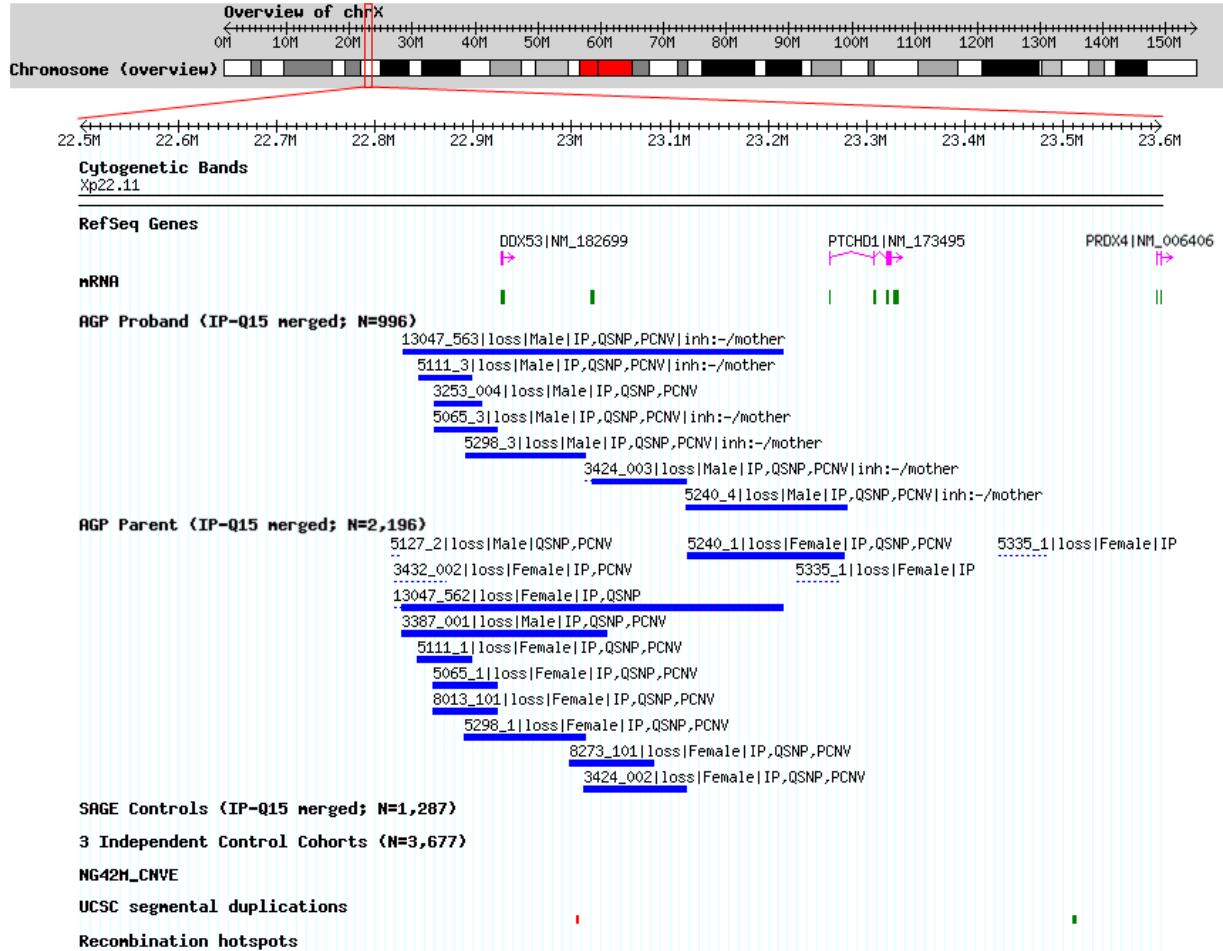 Overview of chrX
0M 10M 20M 30M 40M 50M 60M 70M 80M 90M 100M 110M 120M 130M 140M 150M
Chromosome (overview)
22.5M 22.6M 22.7M 22.8M 22.9M 23M 23.1M 23.2M 23.3M 23.4M 23.5M 23.6M
Cytogenetic Bands
Xp22.11
RefSeq Genes
DDX53|NM_182699 PTCHD1|NM_173495 PRDX4|NM_006406
mRNA
AGP Proband (IP-Q15 merged; N=996)
13047_563|loss|Male|IP,QSNP,PCNV|inh:-/mother
5111_3|loss|Male|IP,QSNP,PCNV|inh:-/mother
3253_004|loss|Male|IP,QSNP,PCNV
5065_3|loss|Male|IP,QSNP,PCNV|inh:-/mother
5298_3|loss|Male|IP,QSNP,PCNV|inh:-/mother
3424_003|loss|Male|IP,QSNP,PCNV|inh:-/mother
5240_4|loss|Male|IP,QSNP,PCNV|inh:-/mother
AGP Parent (IP-Q15 merged; N=2,196)
5127_2|loss|Male|QSNP,PCNV 5240_1|loss|Female|IP,QSNP,PCNV 5335_1|loss|Female|IP
3432_002|loss|Female|IP,PCNV 5335_1|loss|Female|IP
13047_562|loss|Female|IP,QSNP
3387_001|loss|Male|IP,QSNP,PCNV
5111_1|loss|Female|IP,QSNP,PCNV
5065_1|loss|Female|IP,QSNP,PCNV
8013_101|loss|Female|IP,QSNP,PCNV
5298_1|loss|Female|IP,QSNP,PCNV
8273_101|loss|Female|IP,QSNP,PCNV
3424_002|loss|Female|IP,QSNP,PCNV
SAGE Controls (IP-Q15 merged; N=1,287)
3 Independent Control Cohorts (N=3,677)
NG42M_CNVE
UCSC segmental duplications
Recombination hotspots